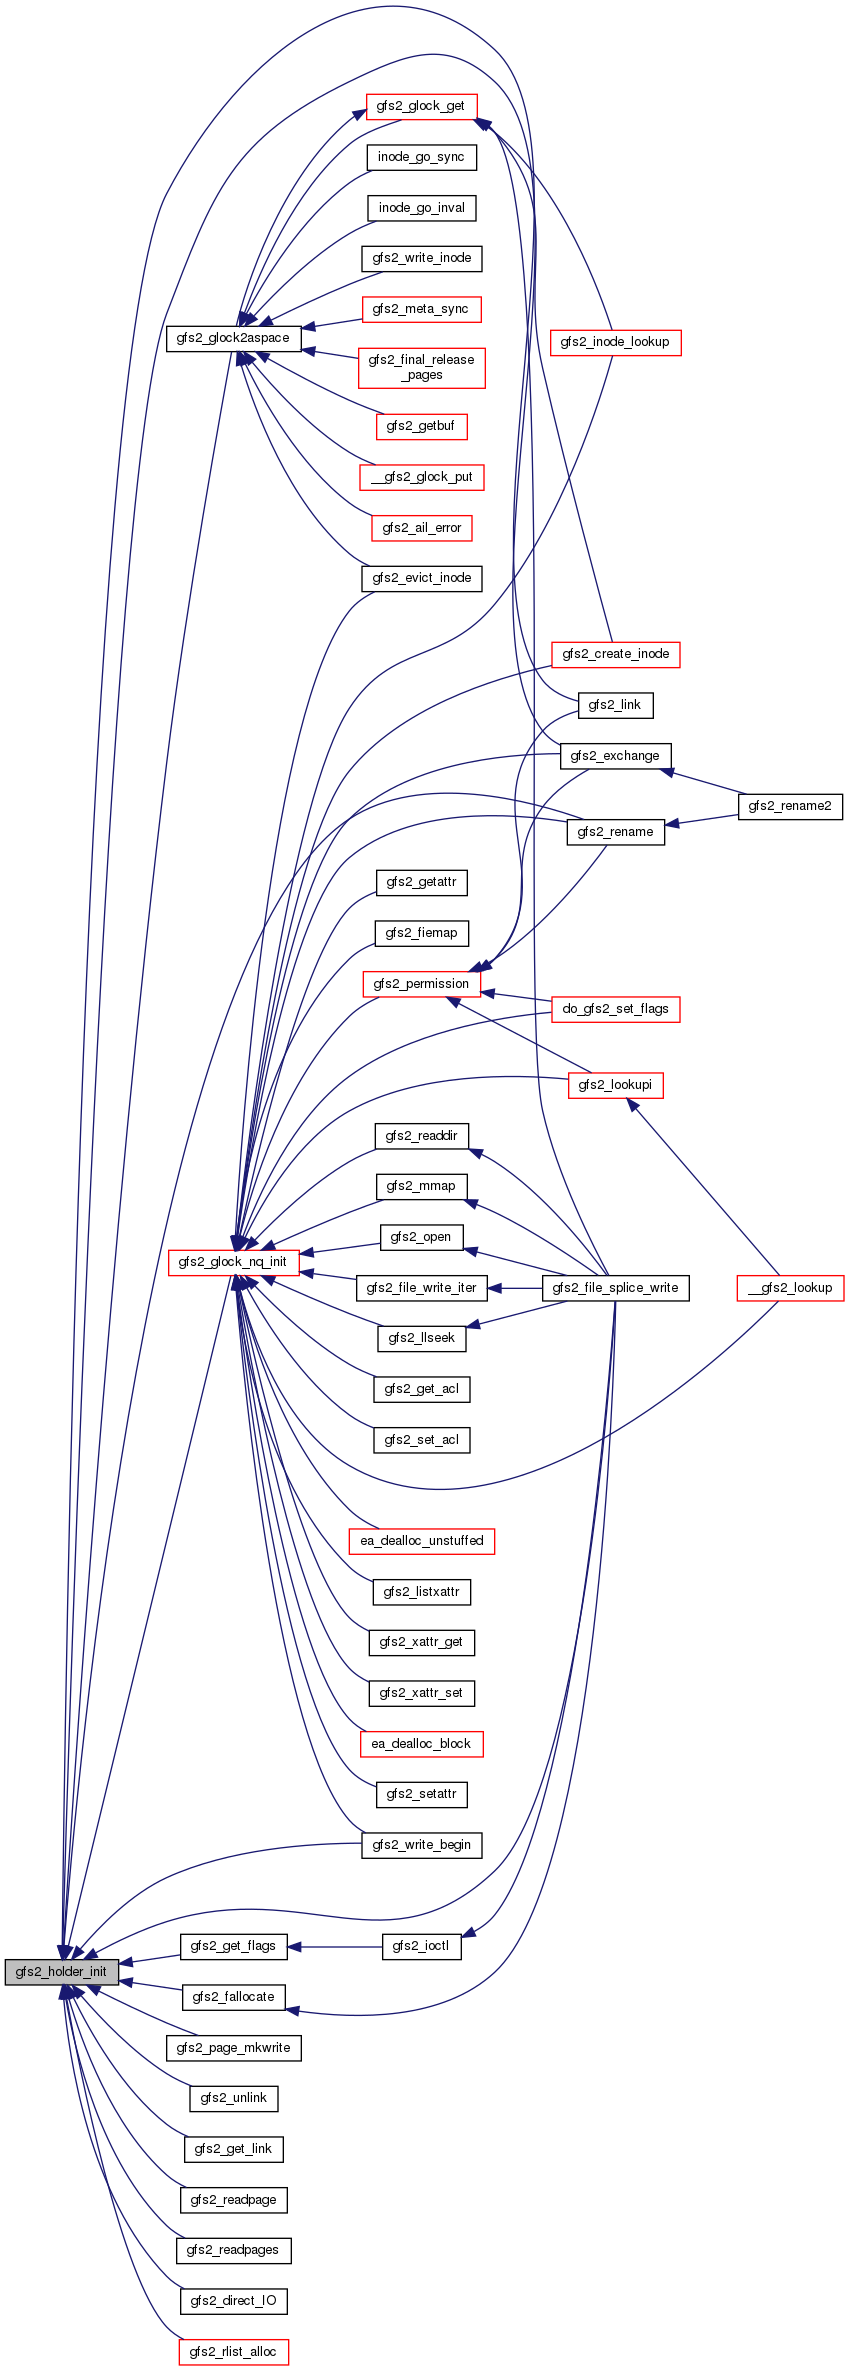 gfs2_glock_get
inode_go_sync
inode_go_inval
gfs2_write_inode
gfs2_meta_sync
gfs2_glock2aspace
gfs2_inode_lookup
gfs2_final_release
_pages
gfs2_getbuf
__gfs2_glock_put
gfs2_ail_error
gfs2_evict_inode
gfs2_create_inode
gfs2_link
gfs2_exchange
gfs2_rename2
gfs2_rename
gfs2_getattr
gfs2_fiemap
gfs2_permission
do_gfs2_set_flags
gfs2_lookupi
gfs2_readdir
gfs2_mmap
gfs2_open
gfs2_glock_nq_init
gfs2_file_write_iter
gfs2_file_splice_write
__gfs2_lookup
gfs2_llseek
gfs2_get_acl
gfs2_set_acl
ea_dealloc_unstuffed
gfs2_listxattr
gfs2_xattr_get
gfs2_xattr_set
ea_dealloc_block
gfs2_setattr
gfs2_write_begin
gfs2_get_flags
gfs2_ioctl
gfs2_holder_init
gfs2_fallocate
gfs2_page_mkwrite
gfs2_unlink
gfs2_get_link
gfs2_readpage
gfs2_readpages
gfs2_direct_IO
gfs2_rlist_alloc